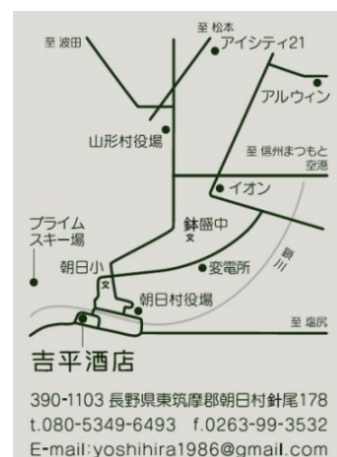 至 松本
至 波田
アイシティ21
アルウィン
山形村役場
至 信州まつもと
空港
イオン
鉢盛中
文
プライム
スキー場
鎖川
変電所
朝日小
文
朝日村役場
至 塩尻
吉平酒店
390-1103 長野県東筑摩郡朝日村針尾178
t.080-5349-6493 f.0263-99-3532
E-mail:yoshihira1986@gmail.com